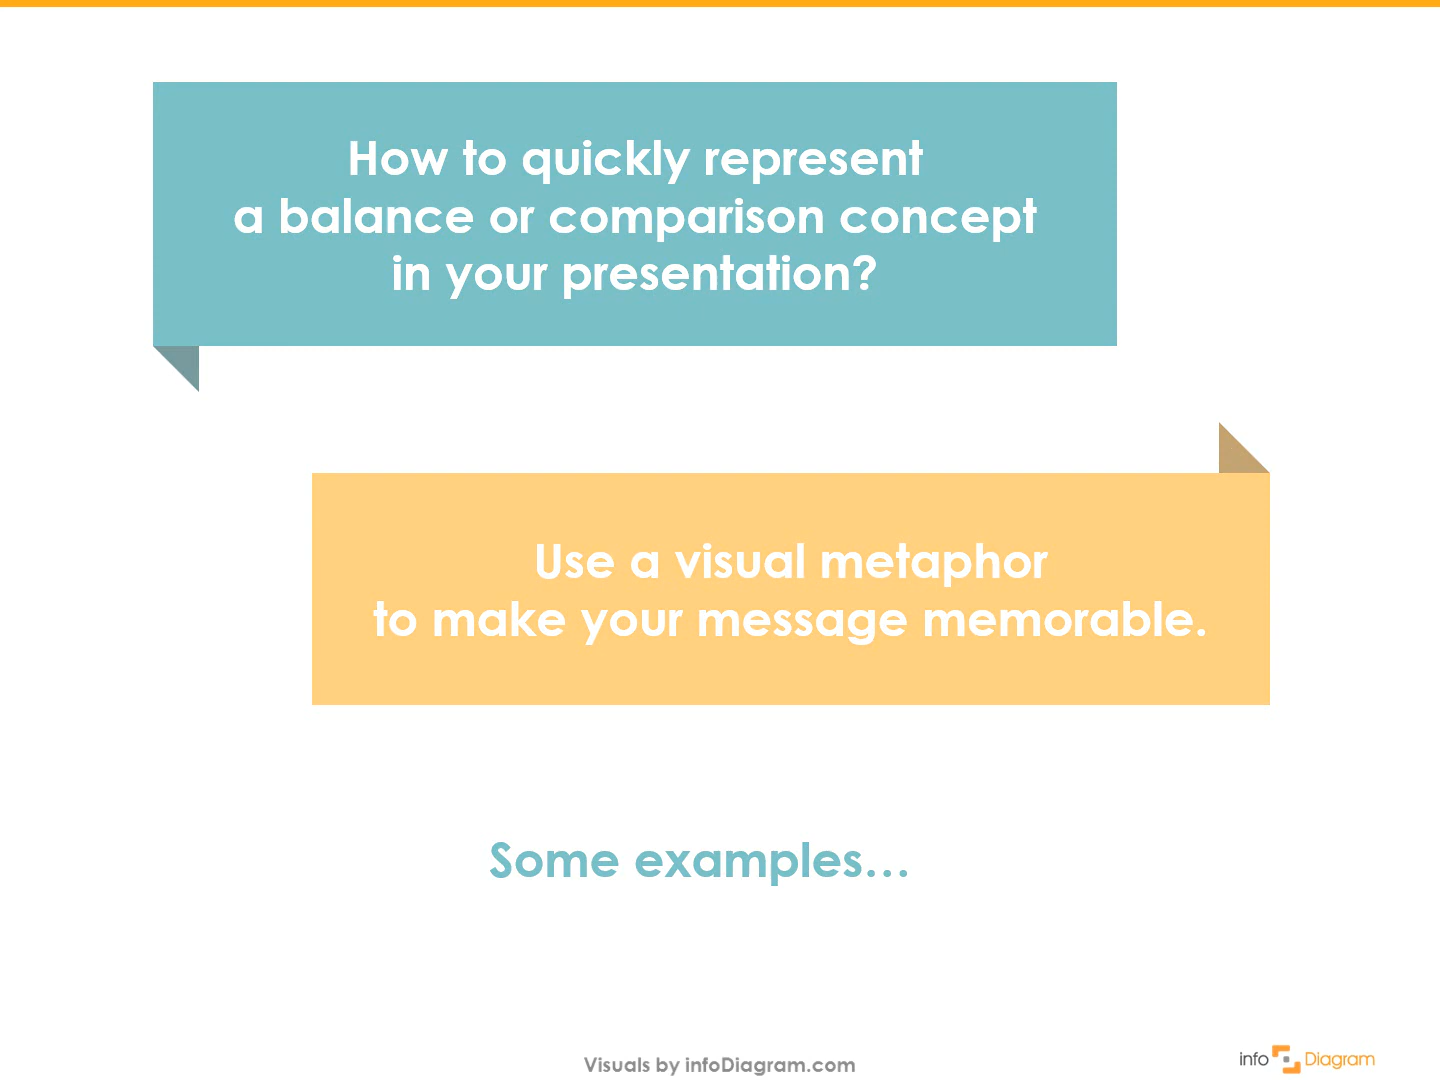 How to quickly represent
a balance or comparison concept
in your presentation?
Use a visual metaphor
to make your message memorable.
Some examples...
Visuals by infoDiagram.com
info Diagram